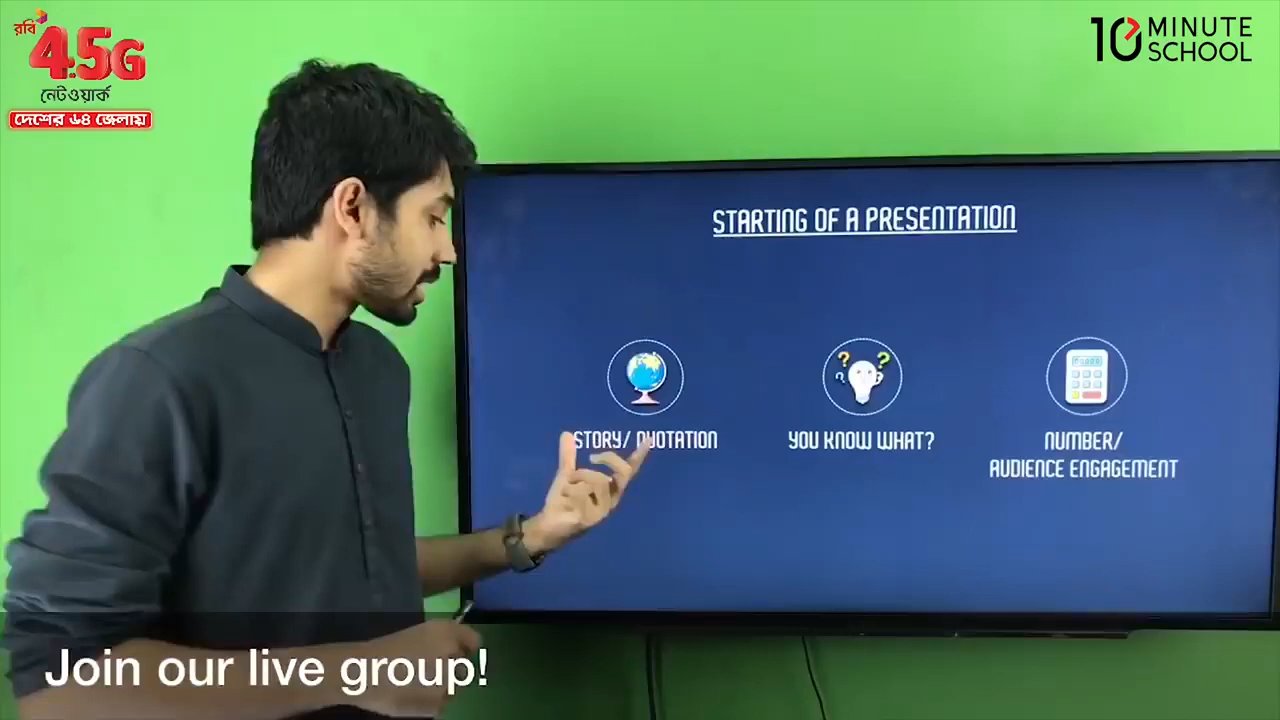 রবি
4.5G
নেটওয়ার্ক
দেশের ৬৪ জেলায়
10 MINUTE
SCHOOL
STARTING OF A PRESENTATION
STORY/ QUOTATION
YOU KNOW WHAT?
NUMBER/
AUDIENCE ENGAGEMENT
Join our live group!